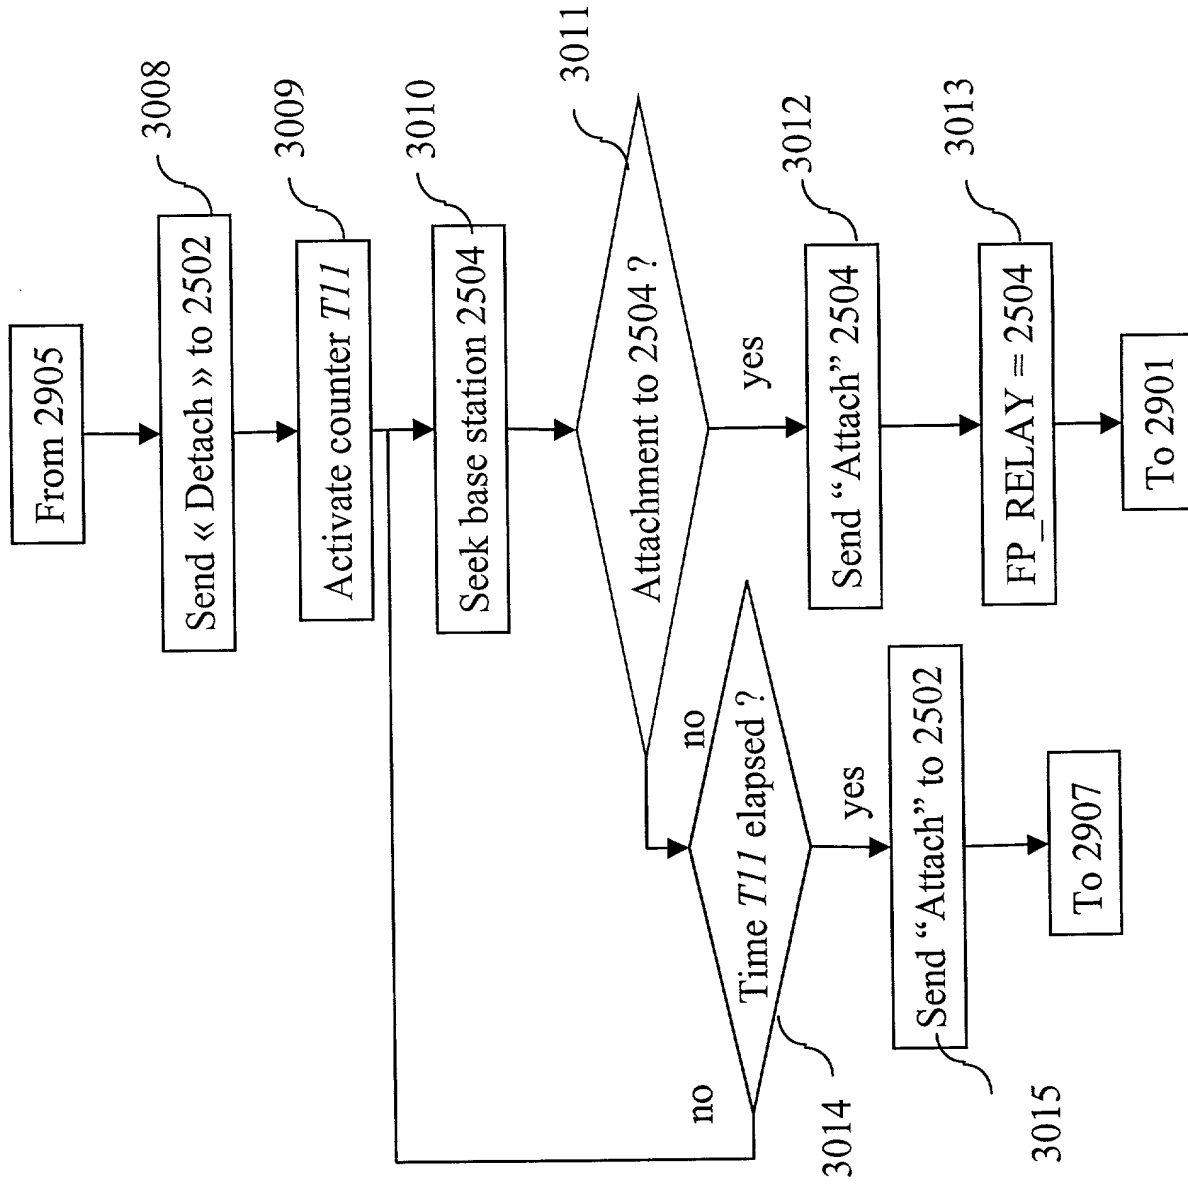 From 2905
Send « Detach » to 2502
3008
Activate counter T11
3009
Seek base station 2504
3010
Attachment to 2504 ?
3011
yes
no
Send “Attach” 2504
3012
FP_RELAY = 2504
3013
To 2901
Time T11 elapsed ?
3014
no
yes
Send “Attach” to 2502
3015
To 2907